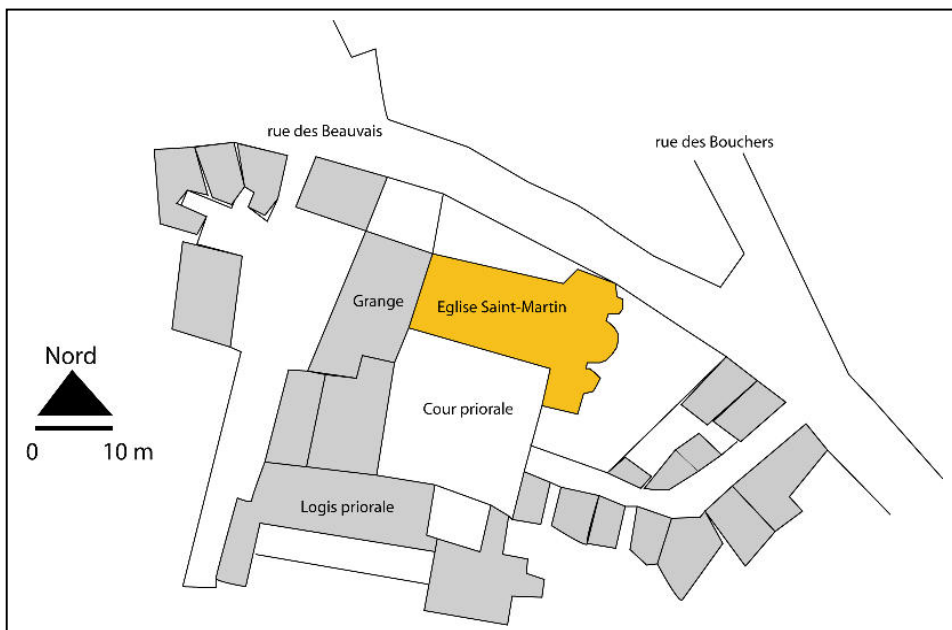 rue des Beauvais
rue des Bouchers
Grange
Eglise Saint-Martin
Nord
Cour priorale
0 10 m
Logis priorale